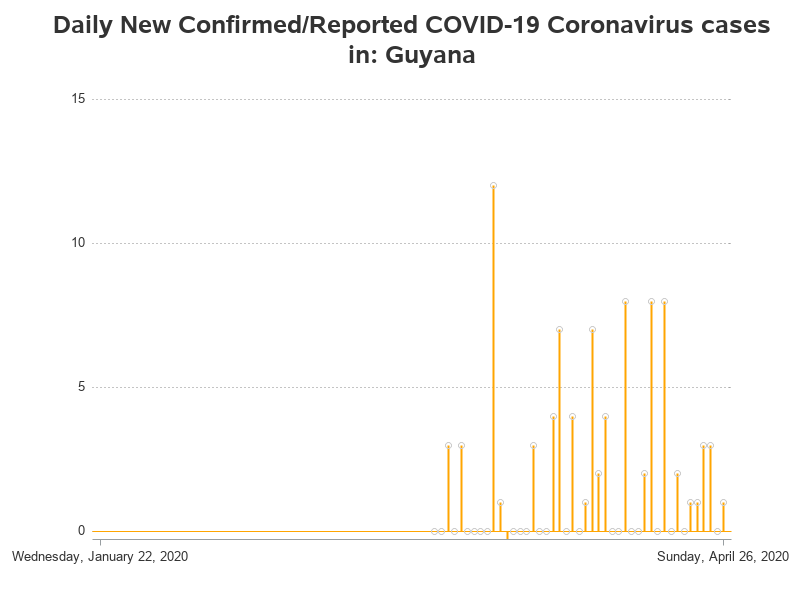 Daily New Confirmed/Reported COVID-19 Coronavirus cases
in: Guyana
15
10
5
0
Wednesday, January 22, 2020
Sunday, April 26, 2020